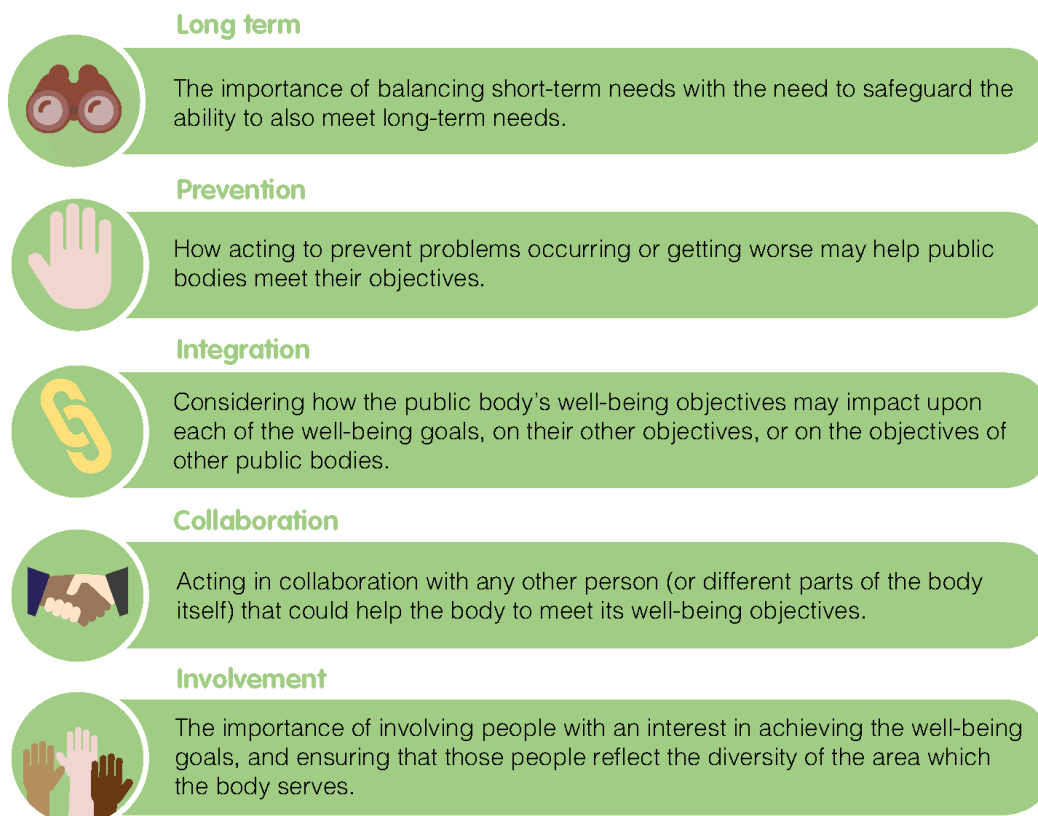 Long term
The importance of balancing short-term needs with the need to safeguard the
ability to also meet long-term needs.
Prevention
How acting to prevent problems occurring or getting worse may help public
bodies meet their objectives.
Integration
Considering how the public body's well-being objectives may impact upon
each of the well-being goals, on their other objectives, or on the objectives of
other public bodies.
Collaboration
Acting in collaboration with any other person (or different parts of the body
itself) that could help the body to meet its well-being objectives.
Involvement
The importance of involving people with an interest in achieving the well-being
goals, and ensuring that those people reflect the diversity of the area which
the body serves.